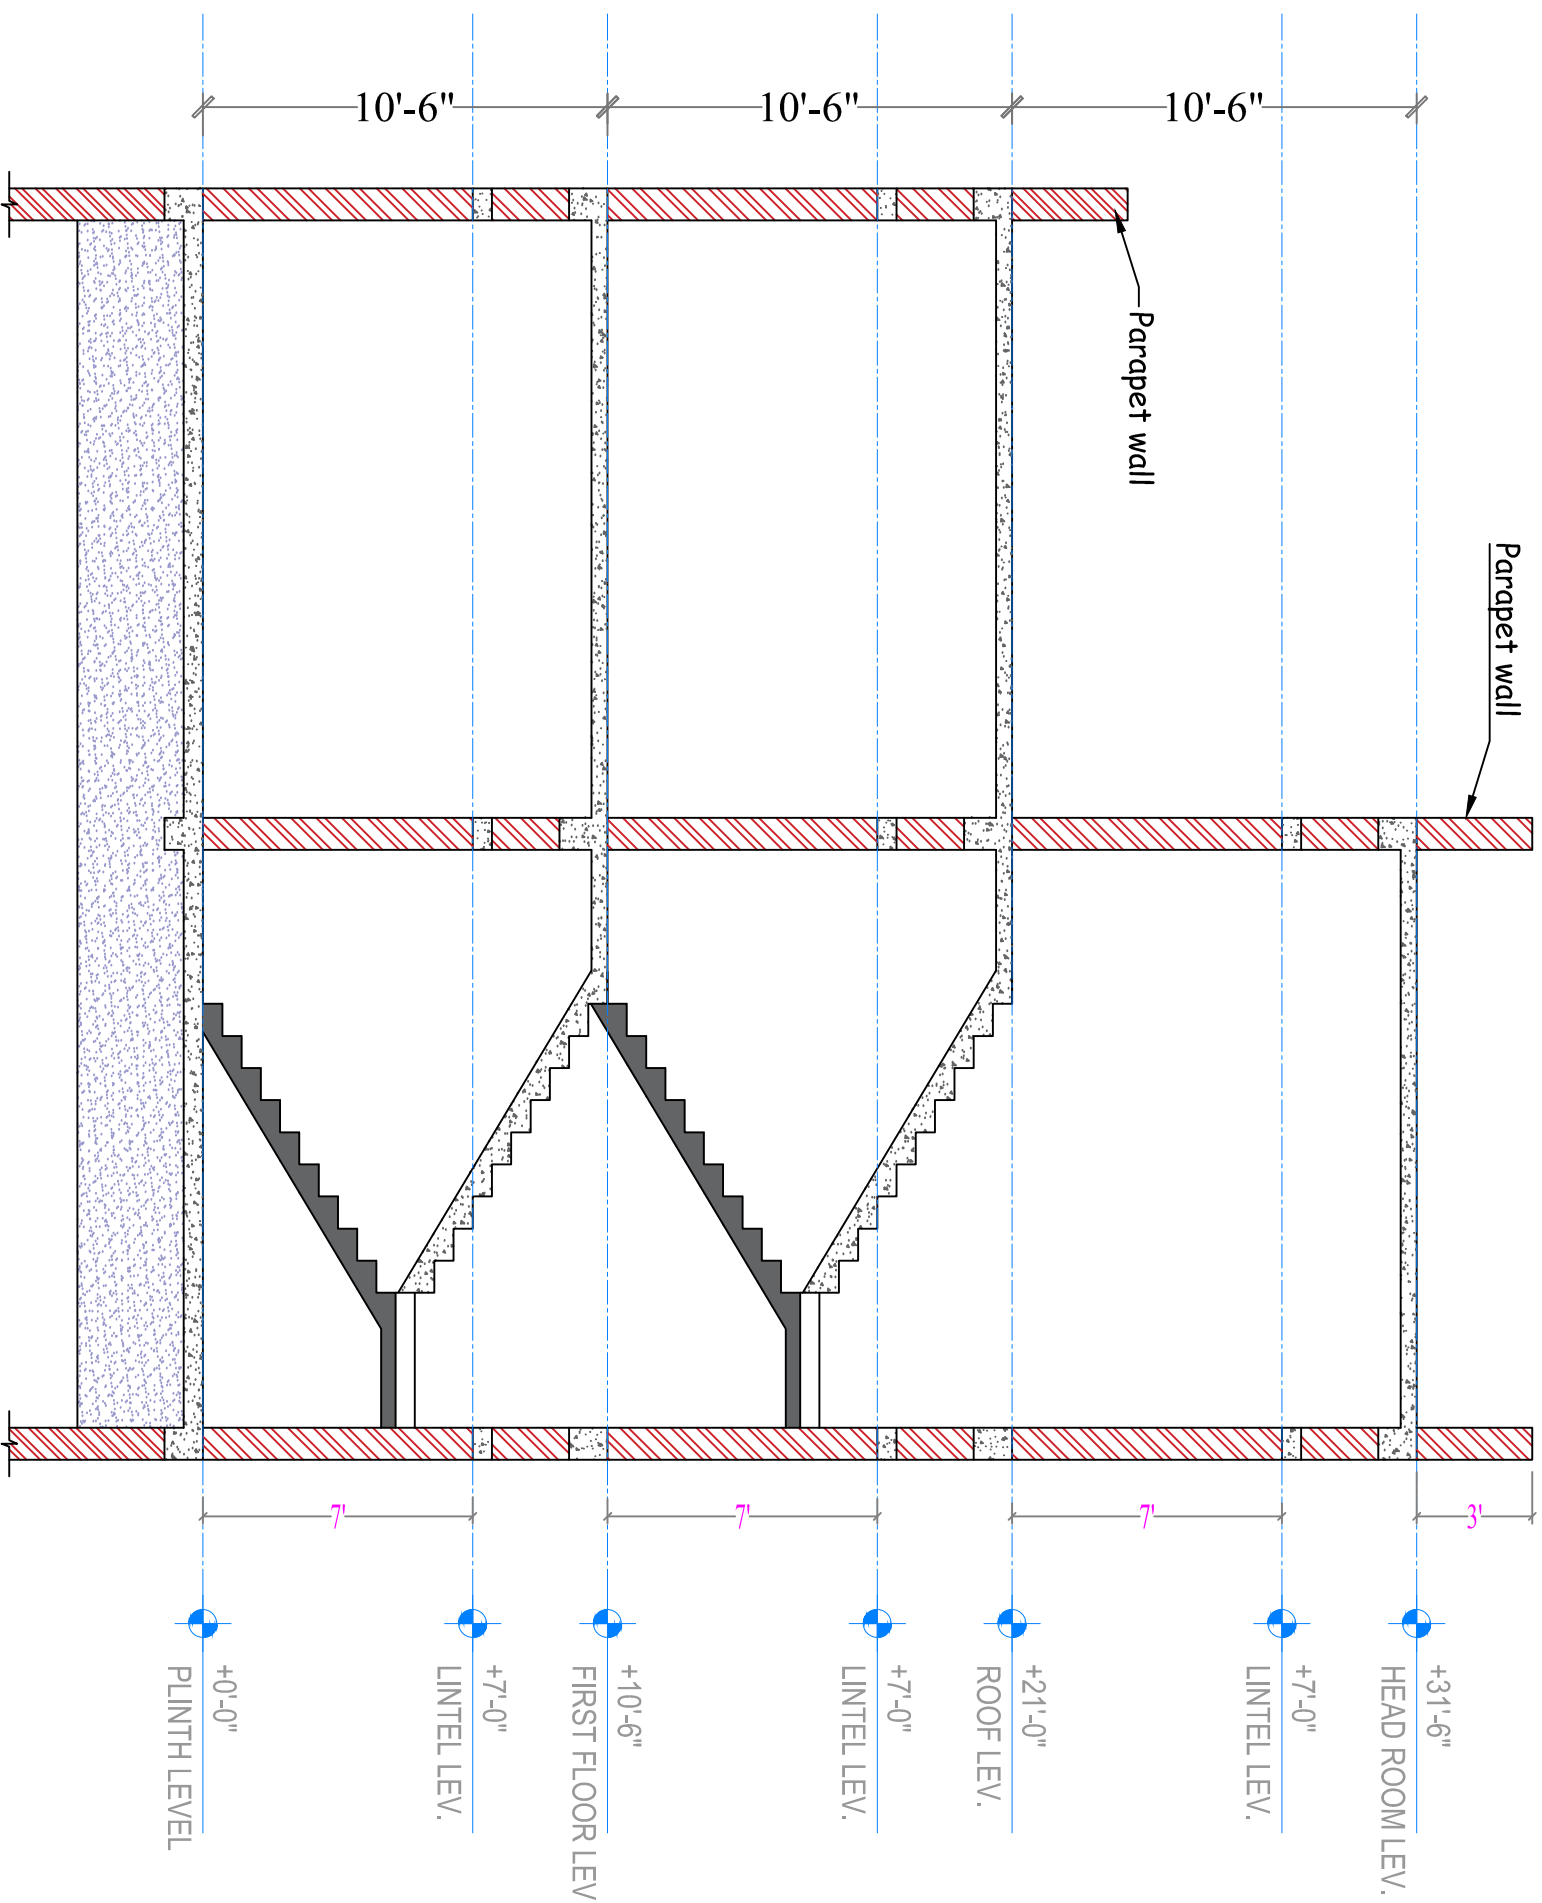 10'-6"
10'-6"
10'-6"
Parapet wall
Parapet wall
7'
7'
7'
3'
+31'-6"
HEAD ROOM LEV.
+7'-0"
LINTEL LEV.
+21'-0"
ROOF LEV.
+7'-0"
LINTEL LEV.
+10'-6"
FIRST FLOOR LEV
+7'-0"
LINTEL LEV.
+0'-0"
PLINTH LEVEL